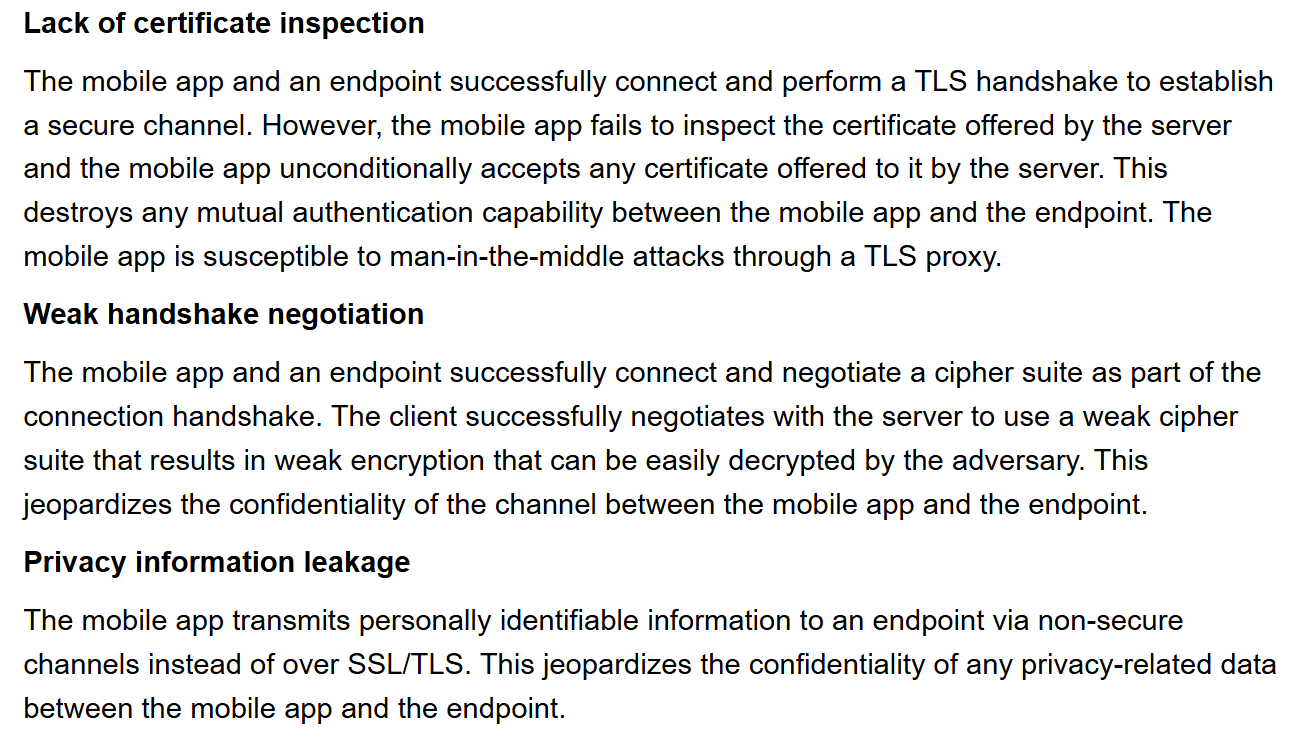 Lack of certificate inspection
The mobile app and an endpoint successfully connect and perform a TLS handshake to establish
a secure channel. However, the mobile app fails to inspect the certificate offered by the server
and the mobile app unconditionally accepts any certificate offered to it by the server. This
destroys any mutual authentication capability between the mobile app and the endpoint. The
mobile app is susceptible to man-in-the-middle attacks through a TLS proxy.
Weak handshake negotiation
The mobile app and an endpoint successfully connect and negotiate a cipher suite as part of the
connection handshake. The client successfully negotiates with the server to use a weak cipher
suite that results in weak encryption that can be easily decrypted by the adversary. This
jeopardizes the confidentiality of the channel between the mobile app and the endpoint.
Privacy information leakage
The mobile app transmits personally identifiable information to an endpoint via non-secure
channels instead of over SSL/TLS. This jeopardizes the confidentiality of any privacy-related data
between the mobile app and the endpoint.